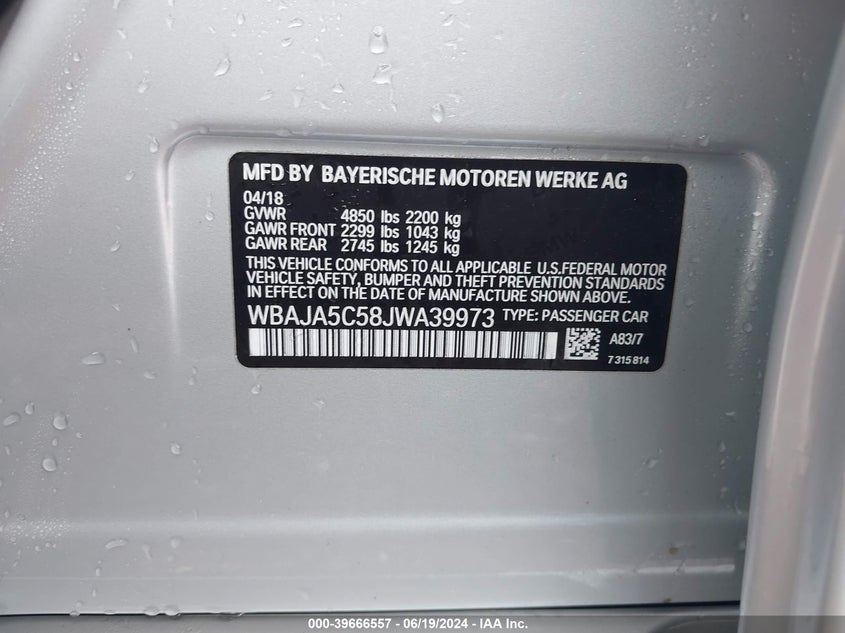 MFD BY BAYERISCHE MOTOREN WERKE AG
04/18
GVWR 4850 lbs 2200 kg
GAWR FRONT 2299 lbs 1043 kg
GAWR REAR 2745 lbs 1245 kg
THIS VEHICLE CONFORMS TO ALL APPLICABLE U.S.FEDERAL MOTOR
VEHICLE SAFETY, BUMPER AND THEFT PREVENTION STANDARDS
IN EFFECT ON THE DATE OF MANUFACTURE SHOWN ABOVE.
WBAJA5C58JWA39973 TYPE: PASSENGER CAR
A83/7
7 315 814
000-39666557 / 06/19/2024 - IAA Inc.